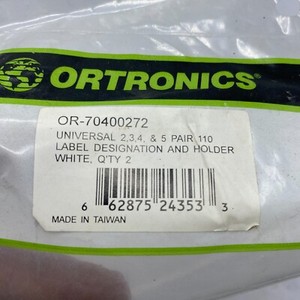 ORTRONICS®
OR-70400272
UNIVERSAL 2,3,4, & 5 PAIR 110
LABEL DESIGNATION AND HOLDER
WHITE, Q'TY 2
6 62875 24353 3
MADE IN TAIWAN